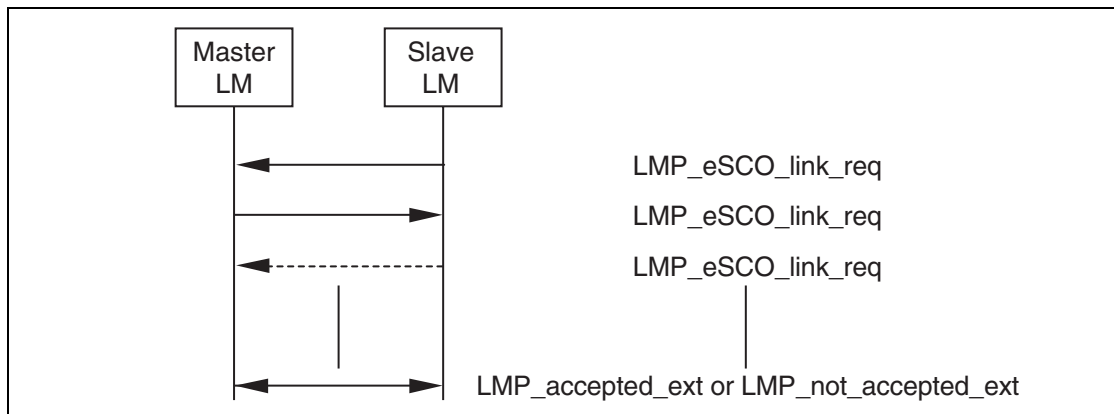 Master
LM
Slave
LM
LMP_eSCO_link_req
LMP_eSCO_link_req
LMP_eSCO_link_req
LMP_accepted_ext or LMP_not_accepted_ext